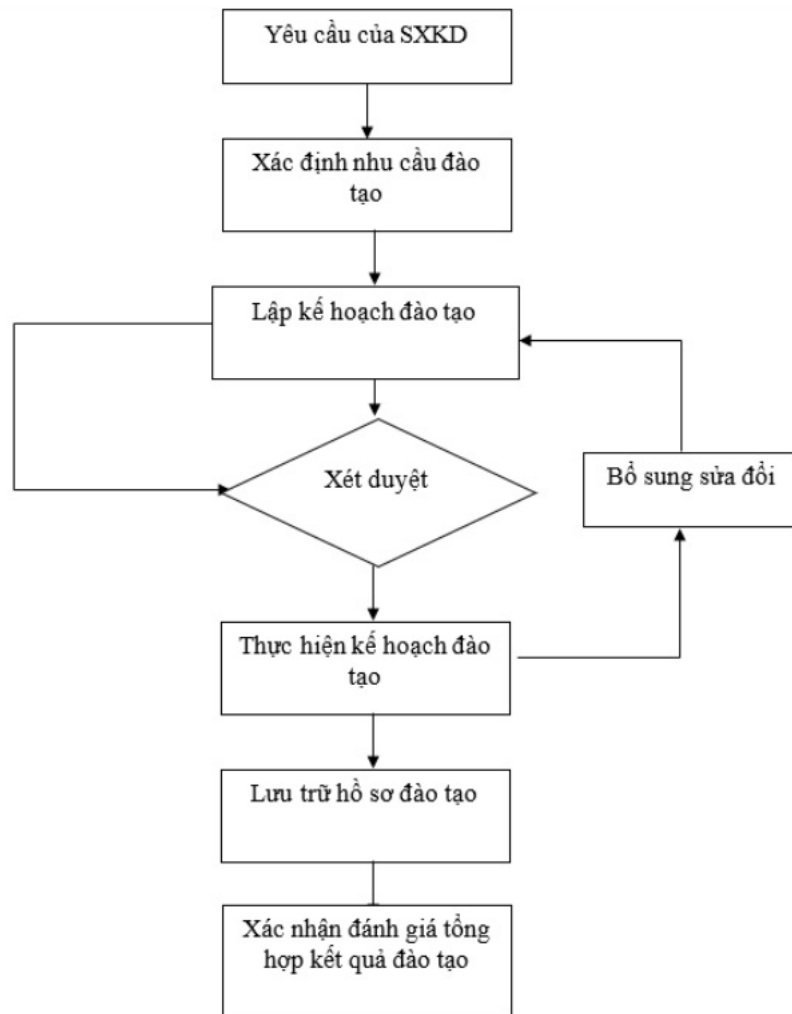 Yêu cầu của SXKD
Xác định nhu cầu đào
tạo
Lập kế hoạch đào tạo
Xét duyệt
Bổ sung sửa đổi
Thực hiện kế hoạch đào
tạo
Lưu trữ hồ sơ đào tạo
Xác nhận đánh giá tổng
hợp kết quả đào tạo